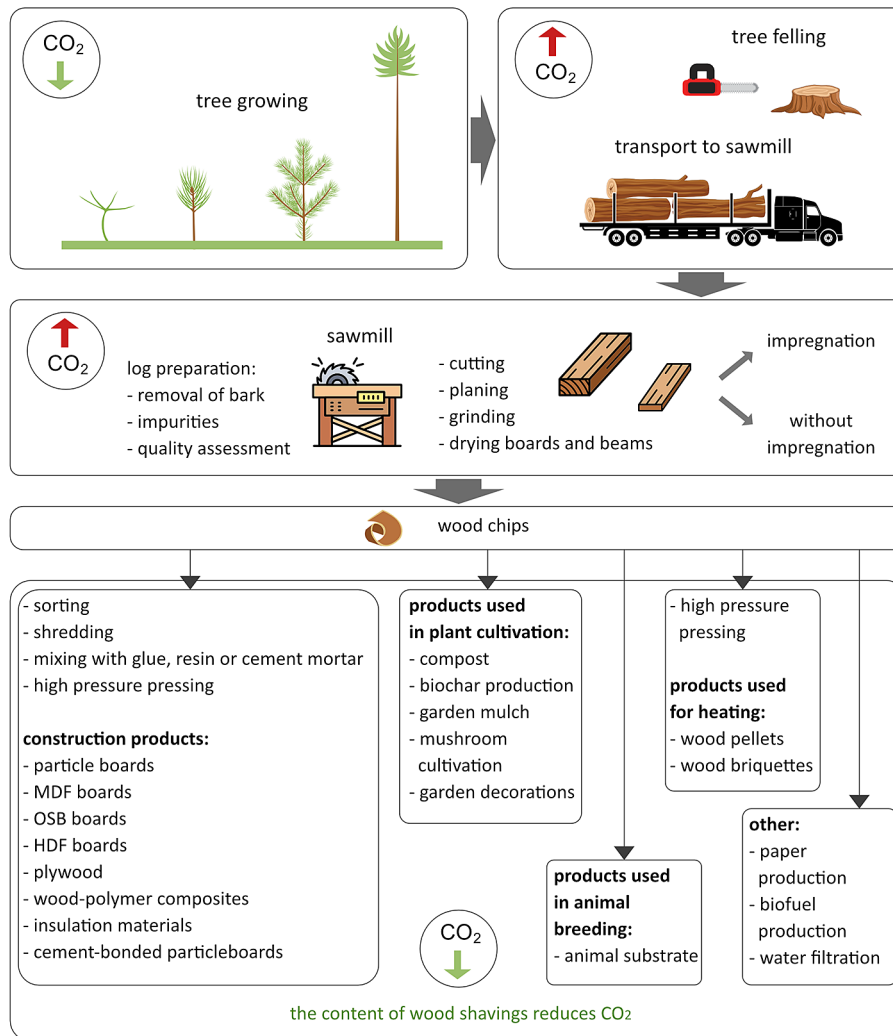 CO₂
tree growing
CO₂
tree felling
transport to sawmill
CO₂
log preparation:
- removal of bark
- impurities
- quality assessment
sawmill
- cutting
- planing
- grinding
- drying boards and beams
impregnation
without
impregnation
wood chips
- sorting
- shredding
- mixing with glue, resin or cement mortar
- high pressure pressing
construction products:
- particle boards
- MDF boards
- OSB boards
- HDF boards
- plywood
- wood-polymer composites
- insulation materials
- cement-bonded particleboards
products used
in plant cultivation:
- compost
- biochar production
- garden mulch
- mushroom
cultivation
- garden decorations
products used
in animal
breeding:
- animal substrate
- high pressure
pressing
products used
for heating:
- wood pellets
- wood briquettes
other:
- paper
production
- biofuel
production
- water filtration
CO₂
the content of wood shavings reduces CO₂